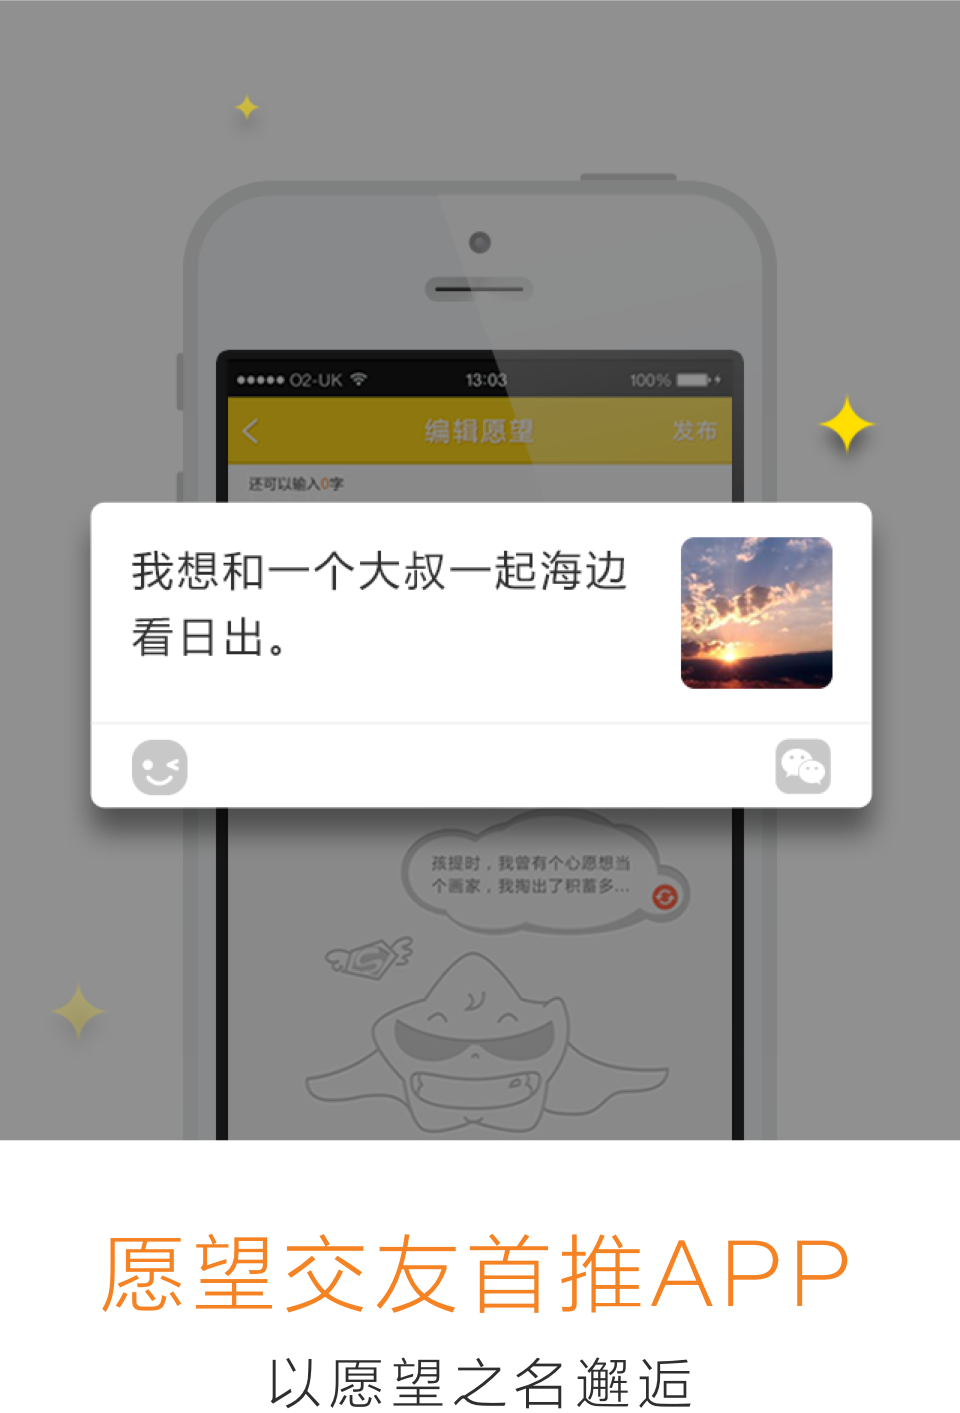 ●●●●● O2-UK 13:03 100%
编辑愿望 发布
还可以输入0字
我想和一个大叔一起海边
看日出。
孩提时，我曾有个心愿想当
个画家，我掏出了积蓄多...
愿望交友首推APP
以愿望之名邂逅